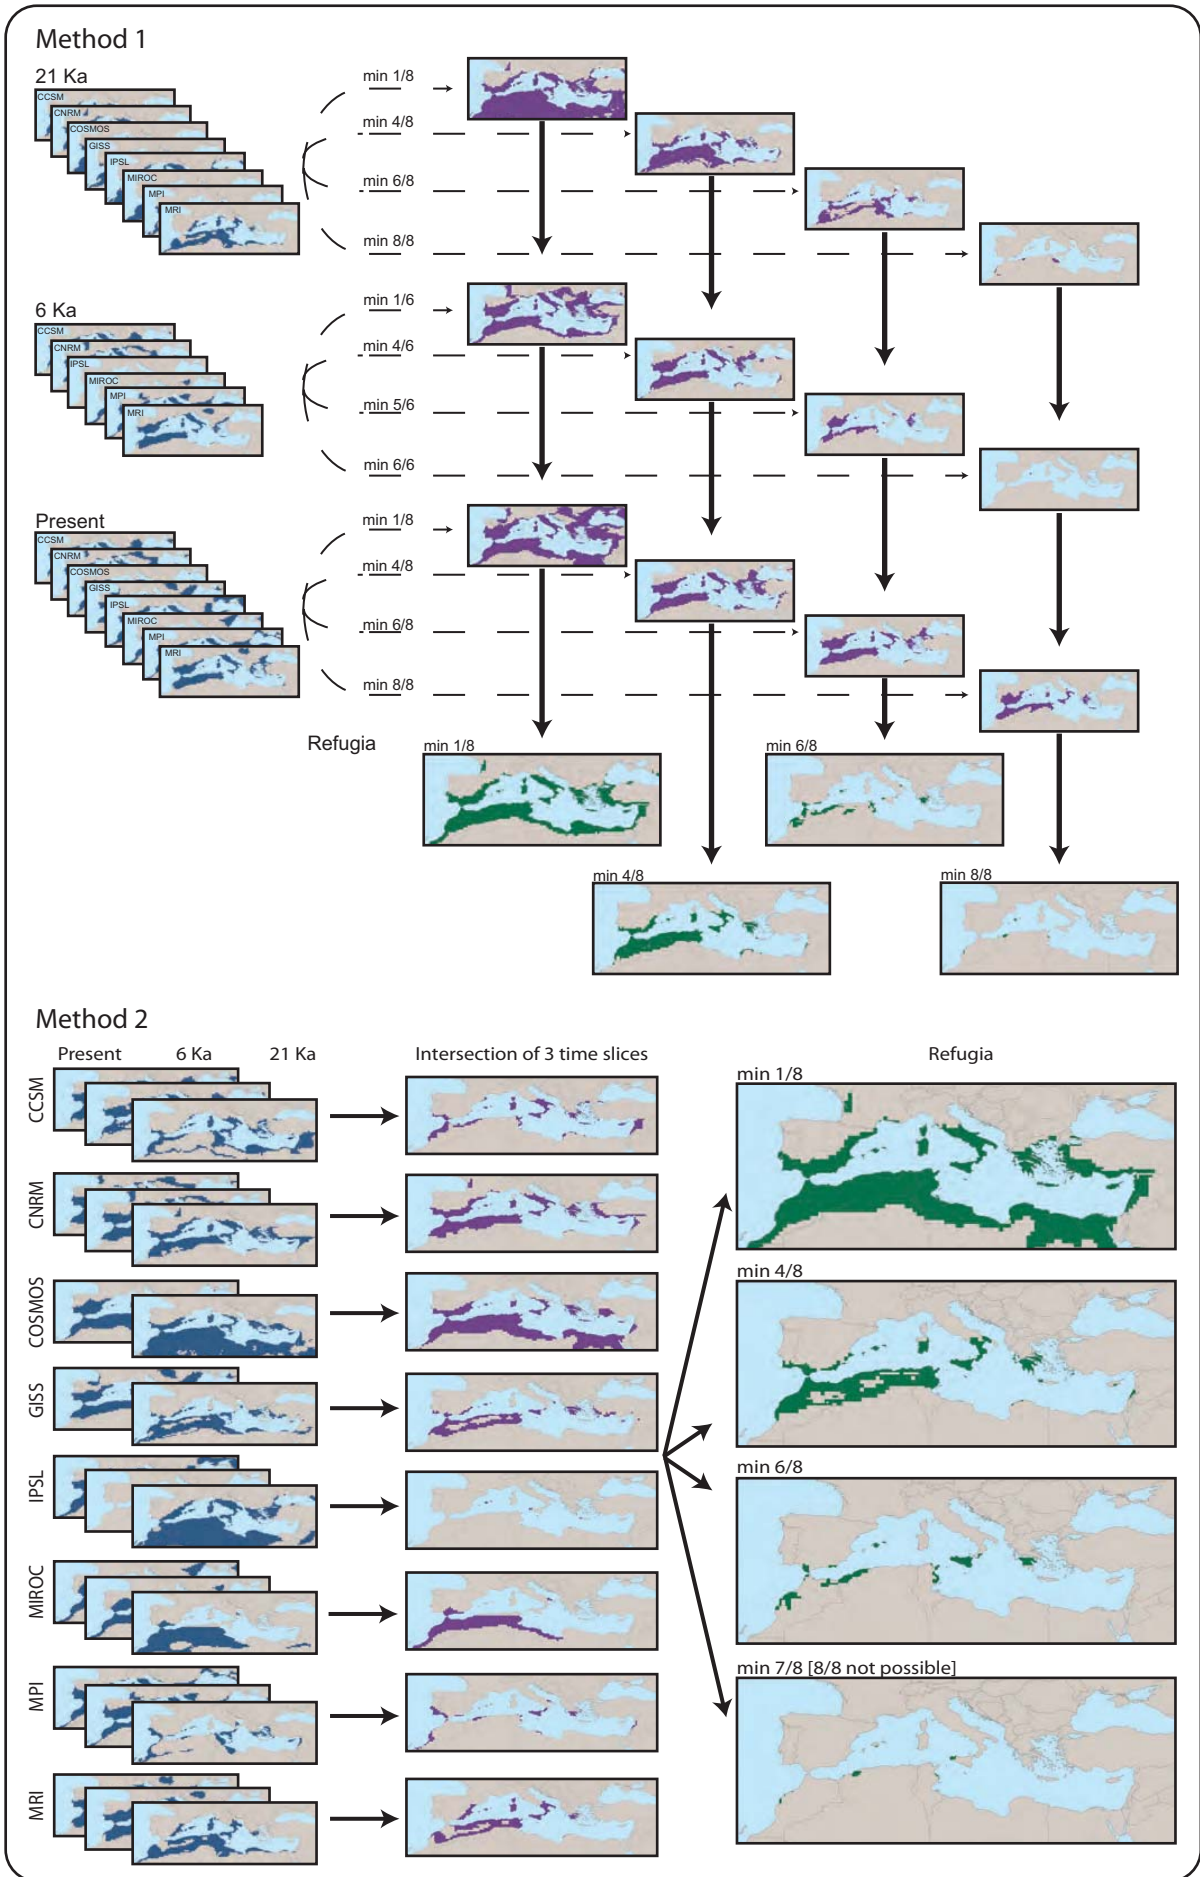 Method 1
21 Ka
CCSM
CNRM
COSMOS
GISS
IPSL
MIROC
MPI
MRI
min 1/8
min 4/8
min 6/8
min 8/8
6 Ka
CCSM
CNRM
IPSL
MIROC
MPI
MRI
min 1/6
min 4/6
min 5/6
min 6/6
Present
CCSM
CNRM
COSMOS
GISS
IPSL
MIROC
MPI
MRI
min 1/8
min 4/8
min 6/8
min 8/8
Refugia
min 1/8
min 6/8
min 4/8
min 8/8
Method 2
Present 6 Ka 21 Ka
Intersection of 3 time slices
Refugia
CCSM
CNRM
COSMOS
GISS
IPSL
MIROC
MPI
MRI
min 1/8
min 4/8
min 6/8
min 7/8 [8/8 not possible]